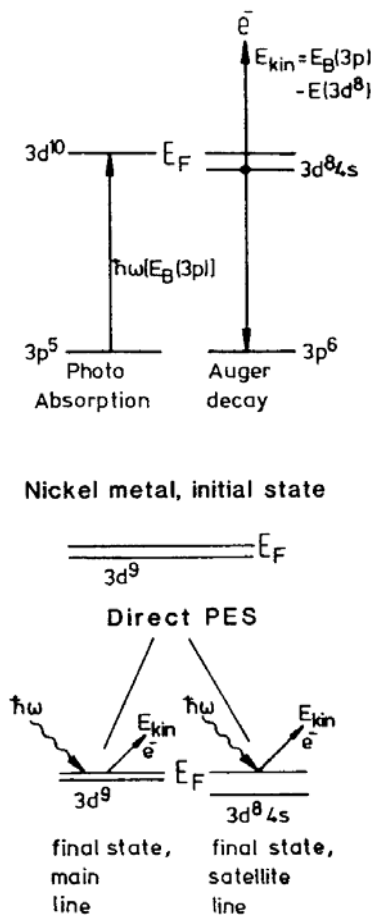 e⁻
E_kin = E_B(3p)
- E(3d⁸)
3d¹⁰ E_F 3d⁸4s
ħω[E_B(3p)]
3p⁵ 3p⁶
Photo Absorption
Auger decay
Nickel metal, initial state
E_F
3d⁹
Direct PES
ħω E_kin e⁻ ħω E_kin e⁻
E_F
3d⁹ 3d⁸4s
final state, main line
final state, satellite line